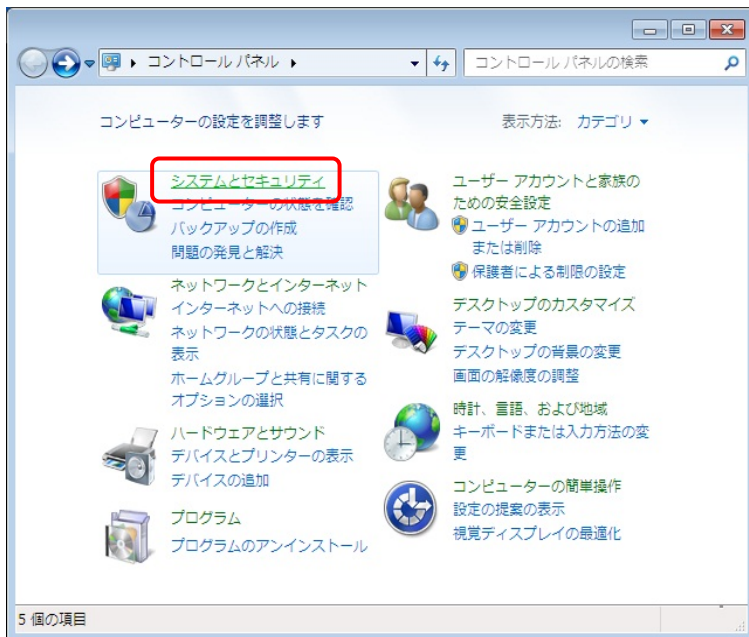 コントロール パネル
コントロール パネルの検索
コンピューターの設定を調整します
表示方法: カテゴリ
システムとセキュリティ
コンピューターの状態を確認
バックアップの作成
問題の発見と解決
ネットワークとインターネット
インターネットへの接続
ネットワークの状態とタスクの
表示
ホームグループと共有に関する
オプションの選択
ハードウェアとサウンド
デバイスとプリンターの表示
デバイスの追加
プログラム
プログラムのアンインストール
ユーザー アカウントと家族の
ための安全設定
ユーザー アカウントの追加
または削除
保護者による制限の設定
デスクトップのカスタマイズ
テーマの変更
デスクトップの背景の変更
画面の解像度の調整
時計、言語、および地域
キーボードまたは入力方法の変
更
コンピューターの簡単操作
設定の提案の表示
視覚ディスプレイの最適化
5 個の項目